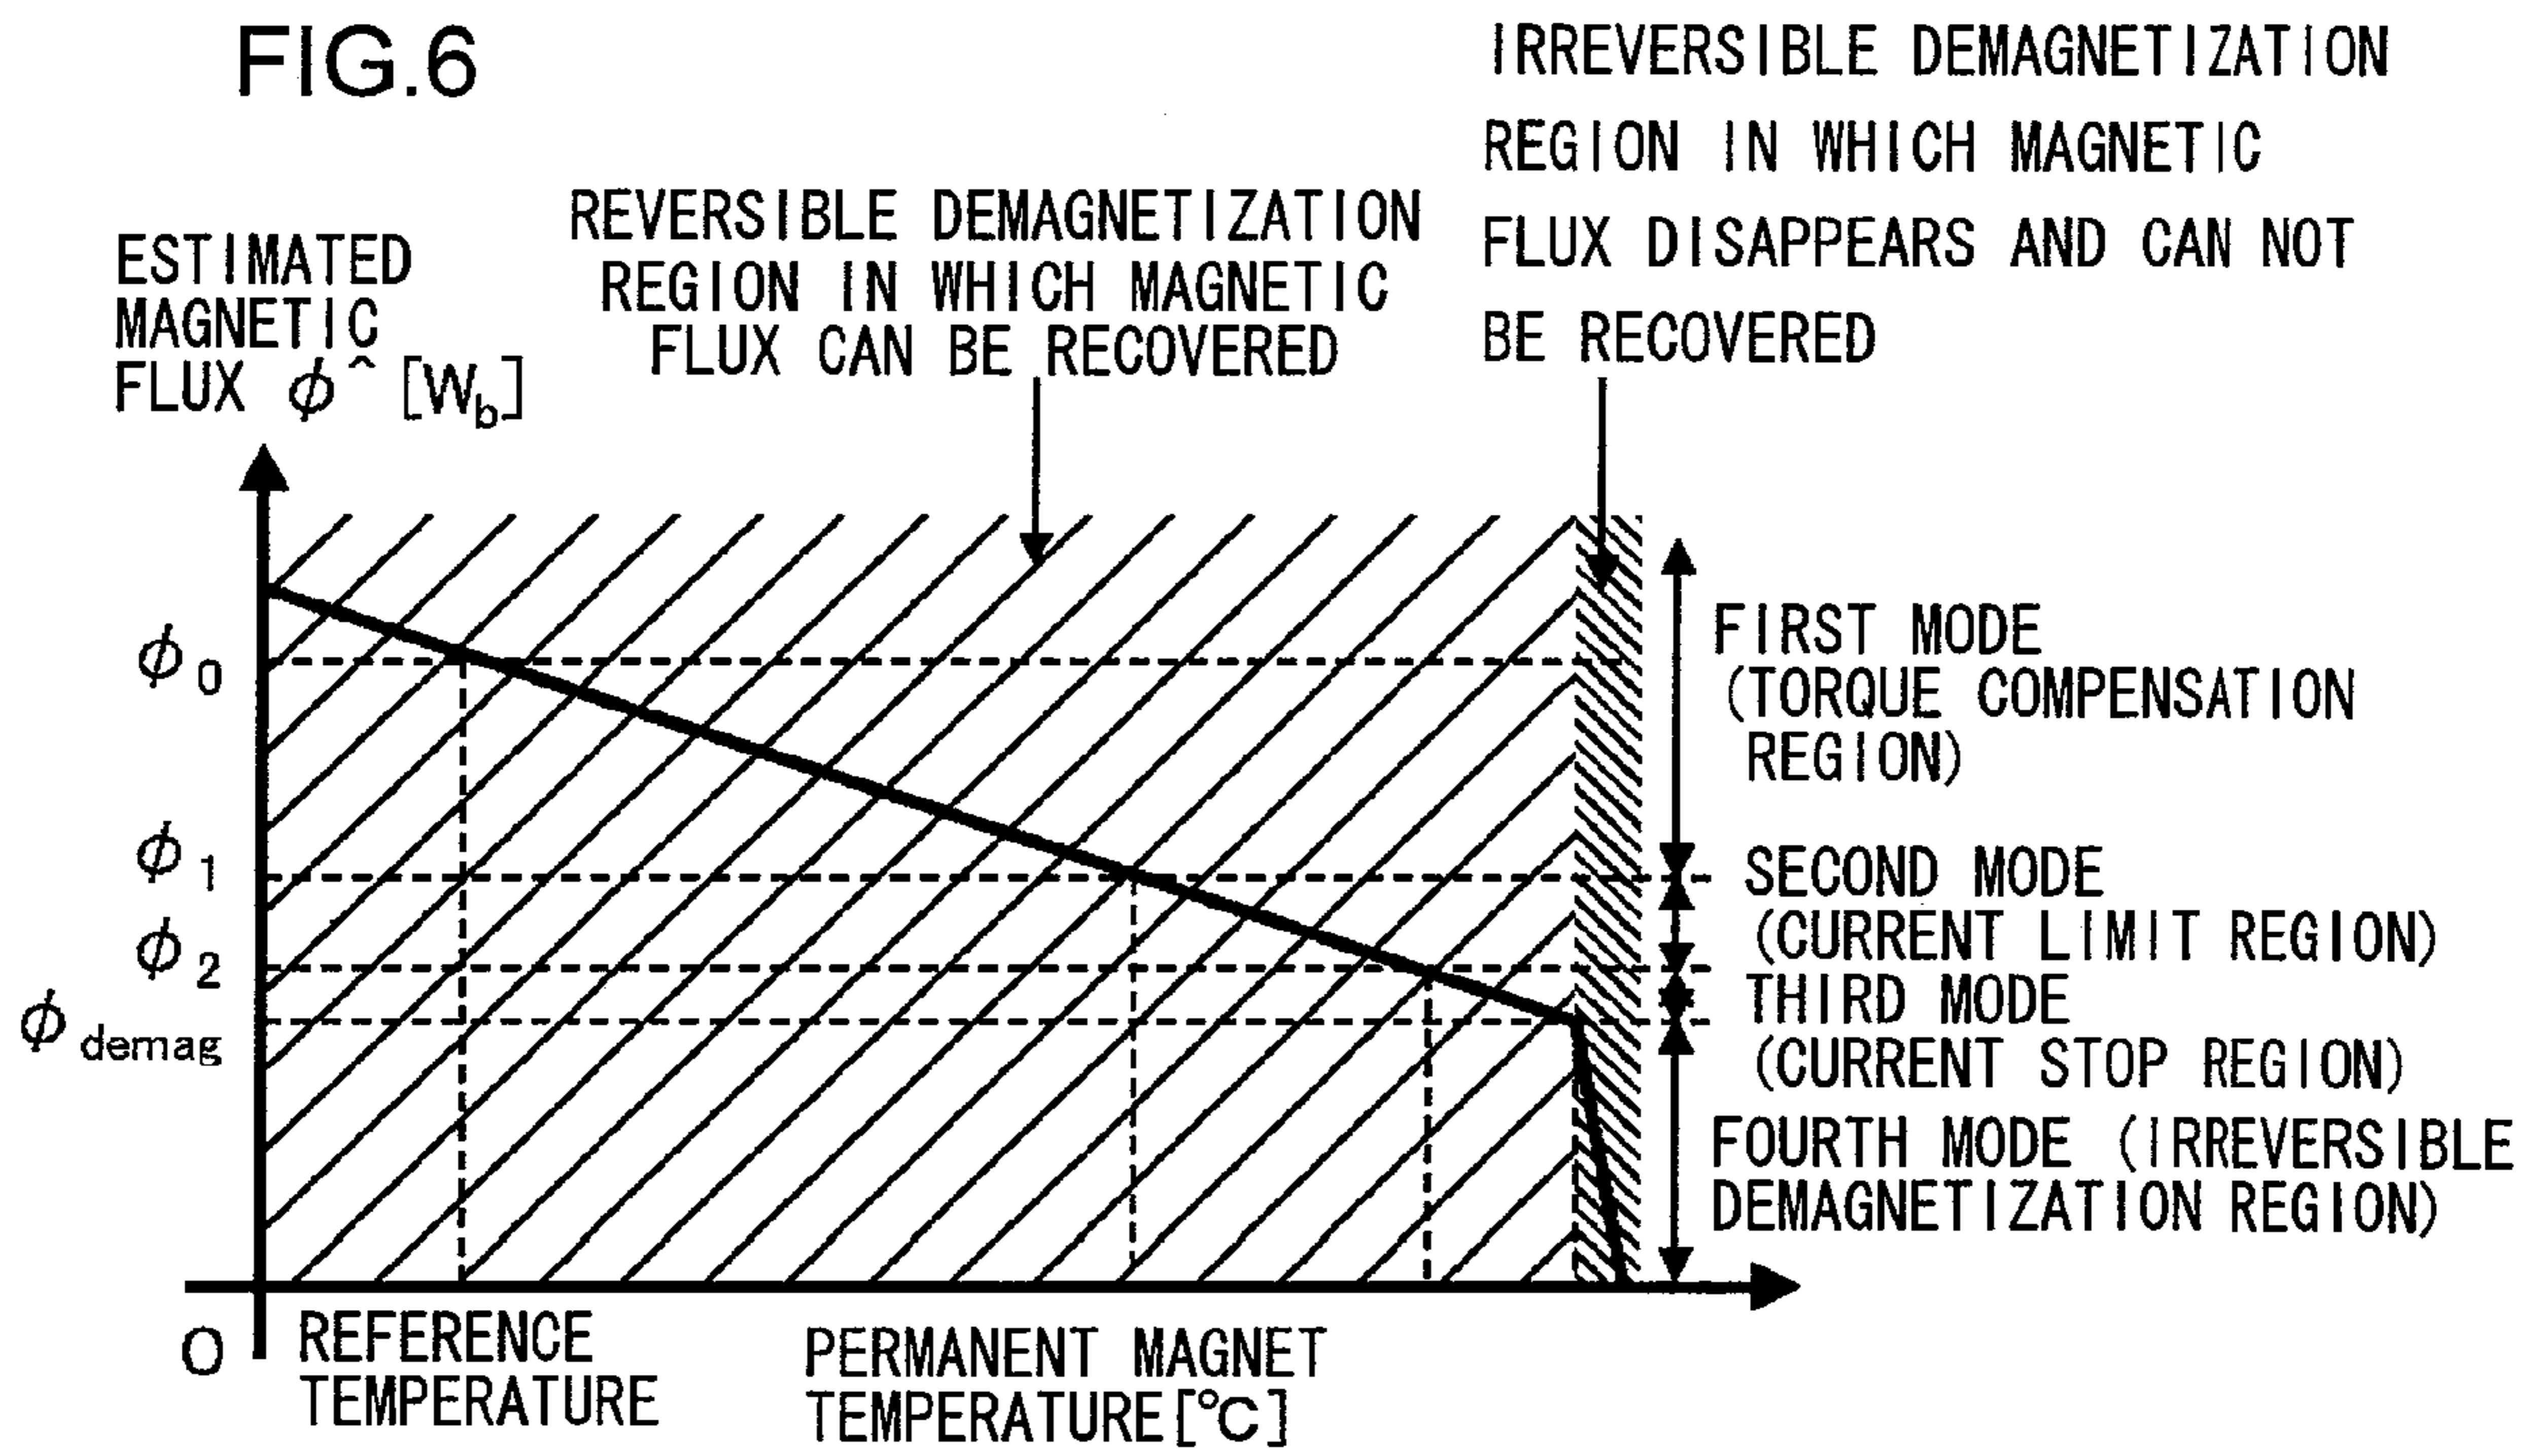 FIG.6
IRREVERSIBLE DEMAGNETIZATION
REGION IN WHICH MAGNETIC
FLUX DISAPPEARS AND CAN NOT
BE RECOVERED
REVERSIBLE DEMAGNETIZATION
REGION IN WHICH MAGNETIC
FLUX CAN BE RECOVERED
ESTIMATED
MAGNETIC
FLUX ϕ^ [Wb]
ϕ0
ϕ1
ϕ2
ϕdemag
FIRST MODE
(TORQUE COMPENSATION
REGION)
SECOND MODE
(CURRENT LIMIT REGION)
THIRD MODE
(CURRENT STOP REGION)
FOURTH MODE (IRREVERSIBLE
DEMAGNETIZATION REGION)
O
REFERENCE
TEMPERATURE
PERMANENT MAGNET
TEMPERATURE[℃]